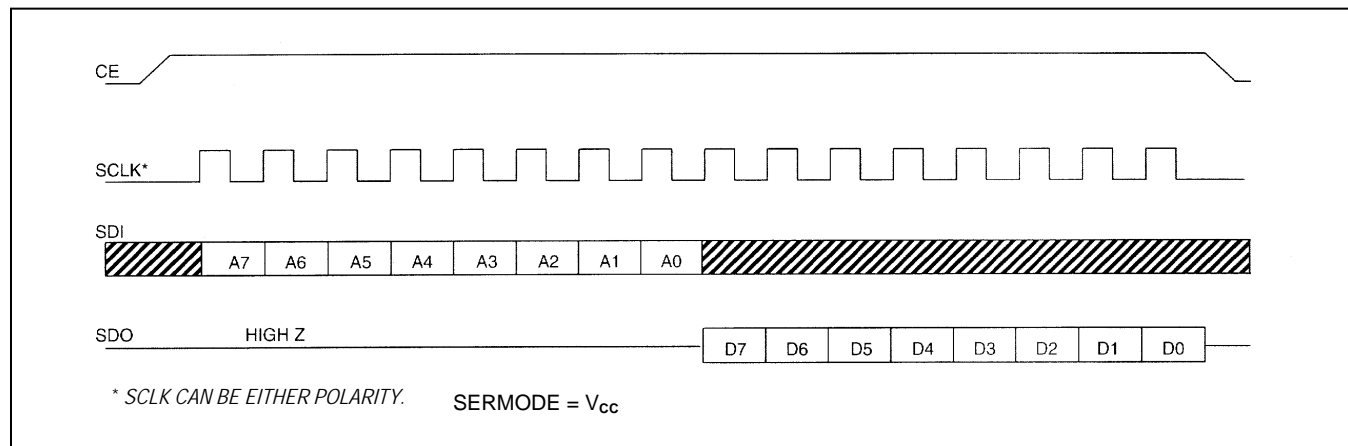 CE
SCLK*
SDI
A7 A6 A5 A4 A3 A2 A1 A0
SDO HIGH Z D7 D6 D5 D4 D3 D2 D1 D0
* SCLK CAN BE EITHER POLARITY. SERMODE = Vcc